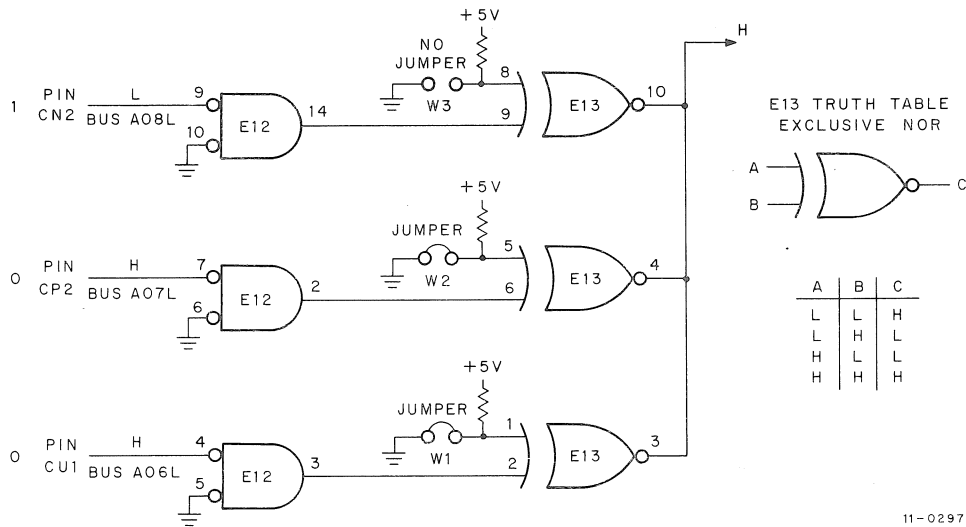 +5V
H
NO
JUMPER
8
W3
E13
10
9
1
PIN
CN2
L
BUS A08L
9
10
E12
14
E13 TRUTH TABLE
EXCLUSIVE NOR
A
B
C
+5V
JUMPER
5
W2
E13
4
6
0
PIN
CP2
H
BUS A07L
7
6
E12
2
A B C
L L H
L H L
H L L
H H H
+5V
JUMPER
1
W1
E13
3
2
0
PIN
CU1
H
BUS A06L
4
5
E12
3
11-0297